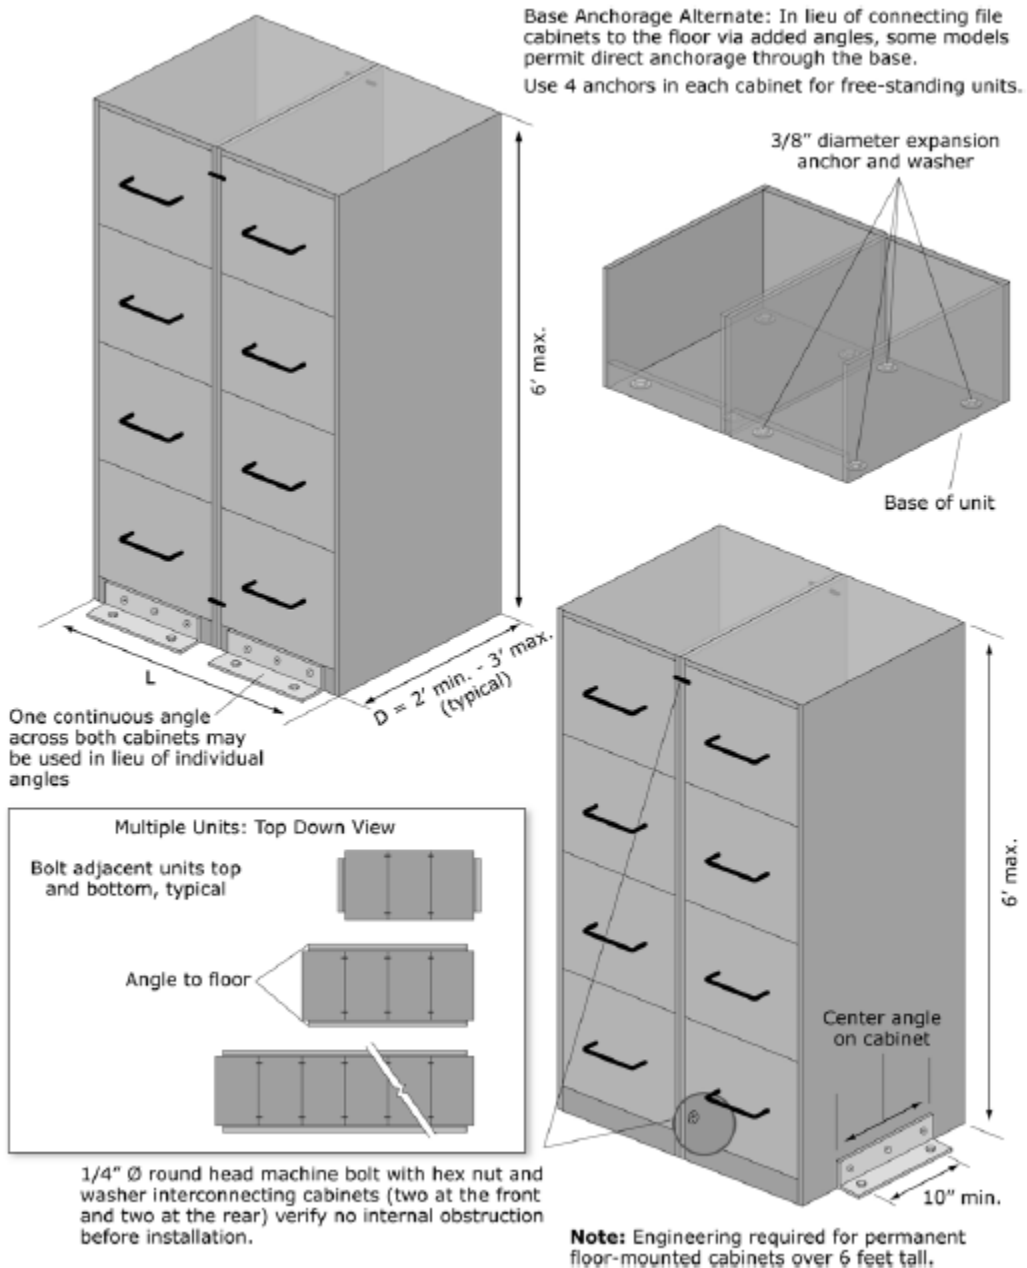 Base Anchorage Alternate: In lieu of connecting file
cabinets to the floor via added angles, some models
permit direct anchorage through the base.
Use 4 anchors in each cabinet for free-standing units.
3/8" diameter expansion
anchor and washer
6' max.
Base of unit
L
D = 2' min. - 3' max.
(typical)
One continuous angle
across both cabinets may
be used in lieu of individual
angles
Multiple Units: Top Down View
Bolt adjacent units top
and bottom, typical
Angle to floor
6' max.
Center angle
on cabinet
10" min.
1/4" Ø round head machine bolt with hex nut and
washer interconnecting cabinets (two at the front
and two at the rear) verify no internal obstruction
before installation.
Note: Engineering required for permanent
floor-mounted cabinets over 6 feet tall.